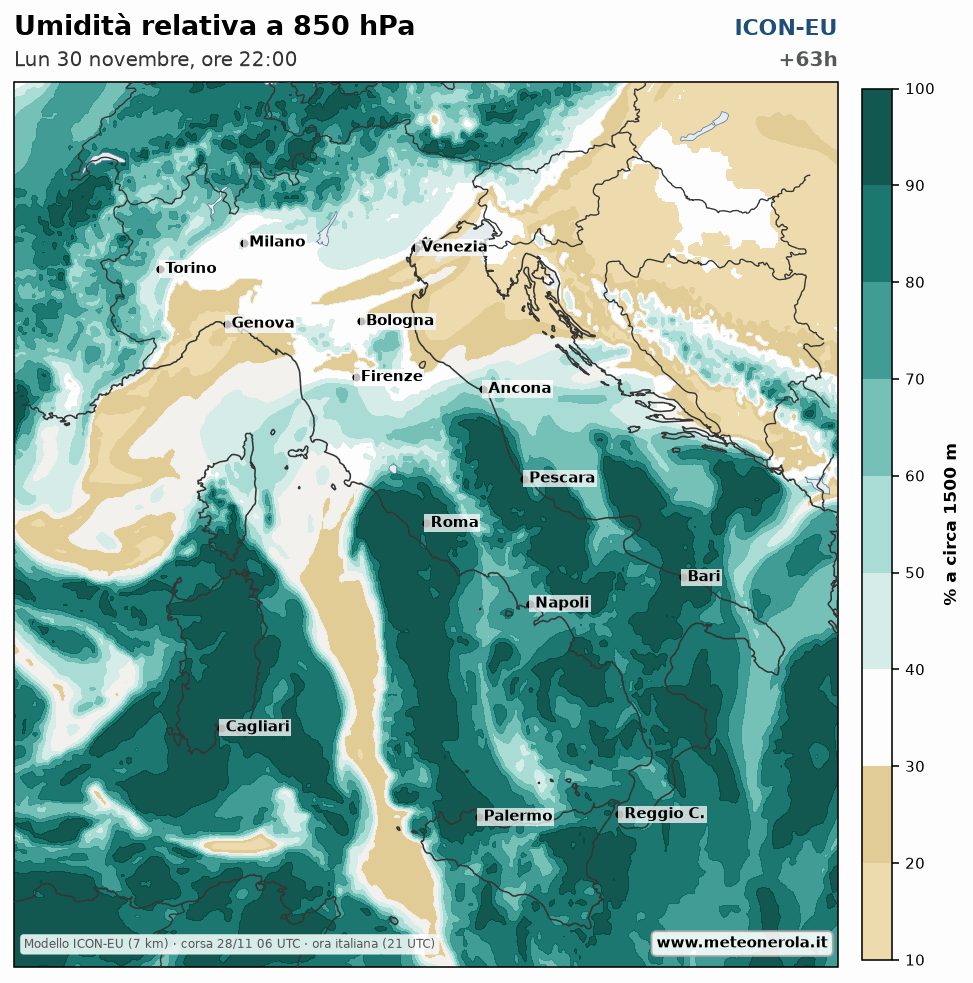 Umidità relativa a 850 hPa
ICON-EU
Lun 30 novembre, ore 22:00
+63h
100
90
80
70
60
50
40
30
20
10
% a circa 1500 m
Milano
Venezia
Torino
Genova
Bologna
Firenze
Ancona
Pescara
Roma
Bari
Napoli
Cagliari
Palermo
Reggio C.
Modello ICON-EU (7 km) · corsa 28/11 06 UTC · ora italiana (21 UTC)
www.meteonerola.it